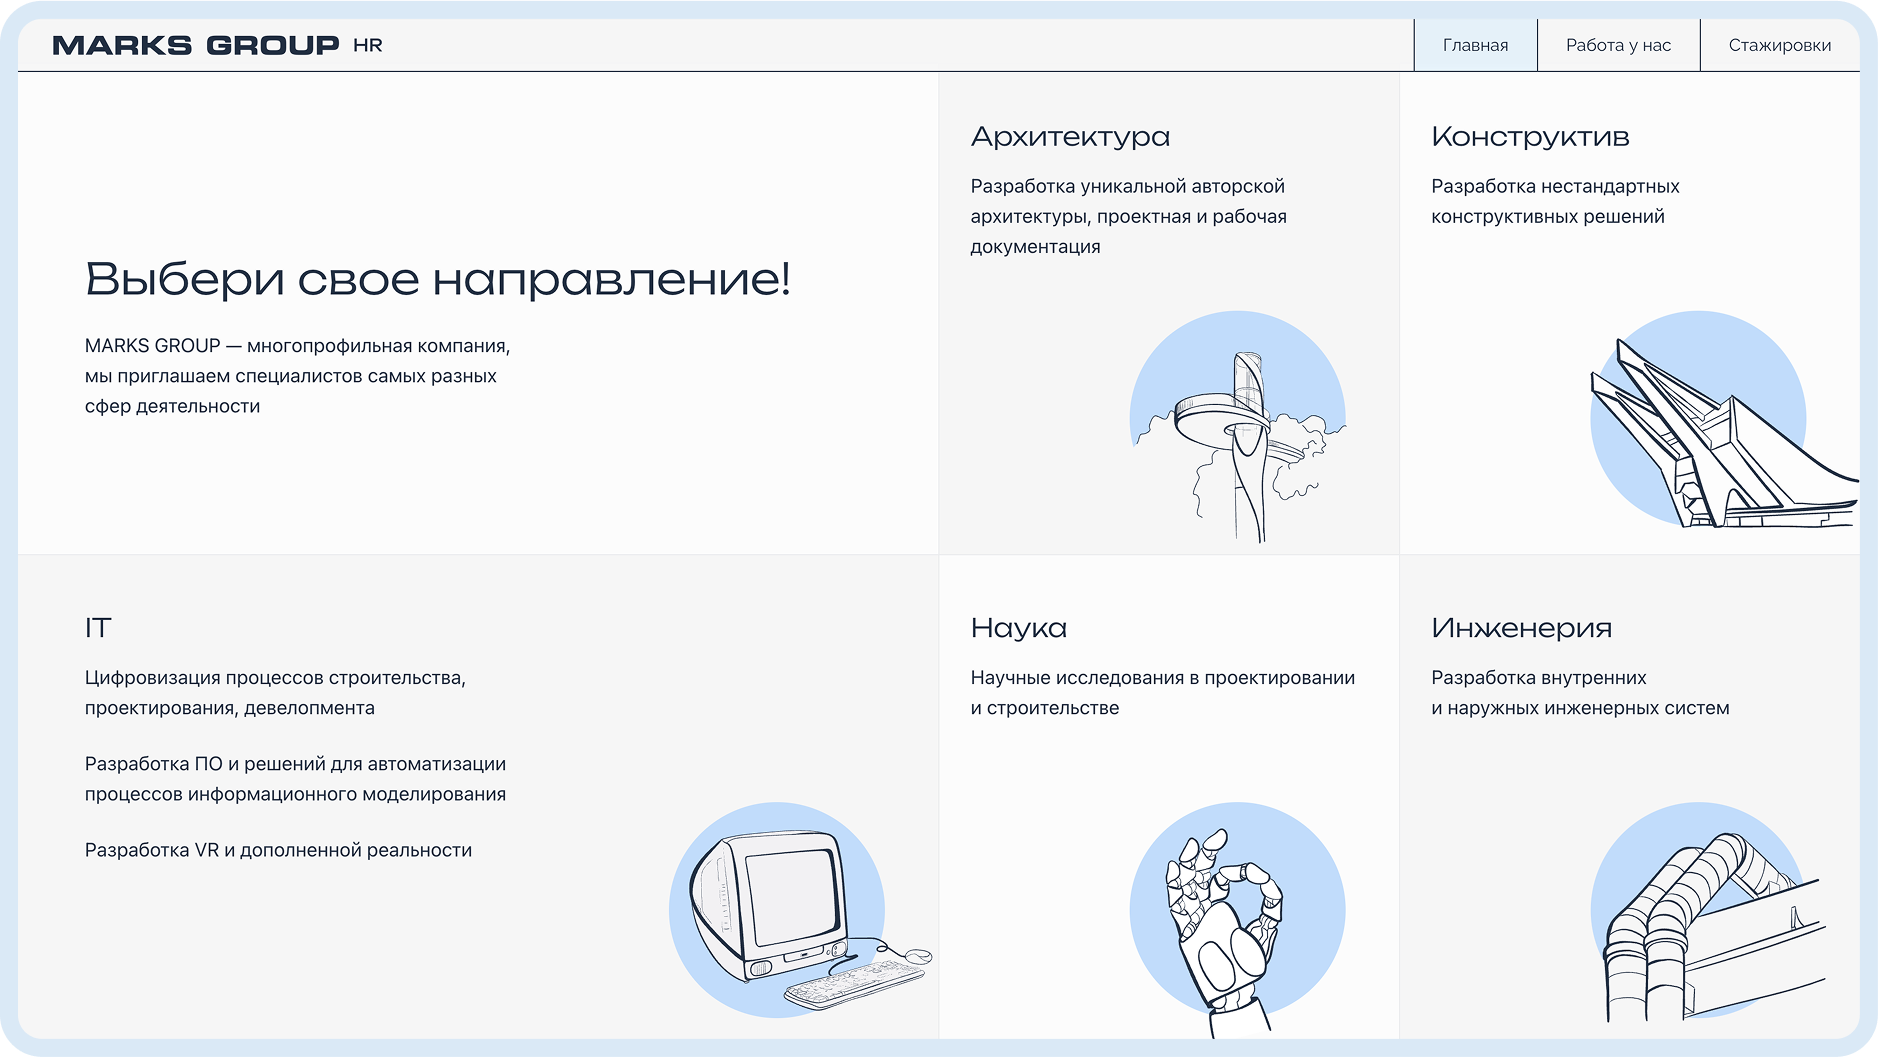 MARKS GROUP HR
Главная
Работа у нас
Стажировки
Выбери свое направление!
MARKS GROUP — многопрофильная компания,
мы приглашаем специалистов самых разных
сфер деятельности
Архитектура
Разработка уникальной авторской
архитектуры, проектная и рабочая
документация
Конструктив
Разработка нестандартных
конструктивных решений
IT
Цифровизация процессов строительства,
проектирования, девелопмента
Разработка ПО и решений для автоматизации
процессов информационного моделирования
Разработка VR и дополненной реальности
Наука
Научные исследования в проектировании
и строительстве
Инженерия
Разработка внутренних
и наружных инженерных систем